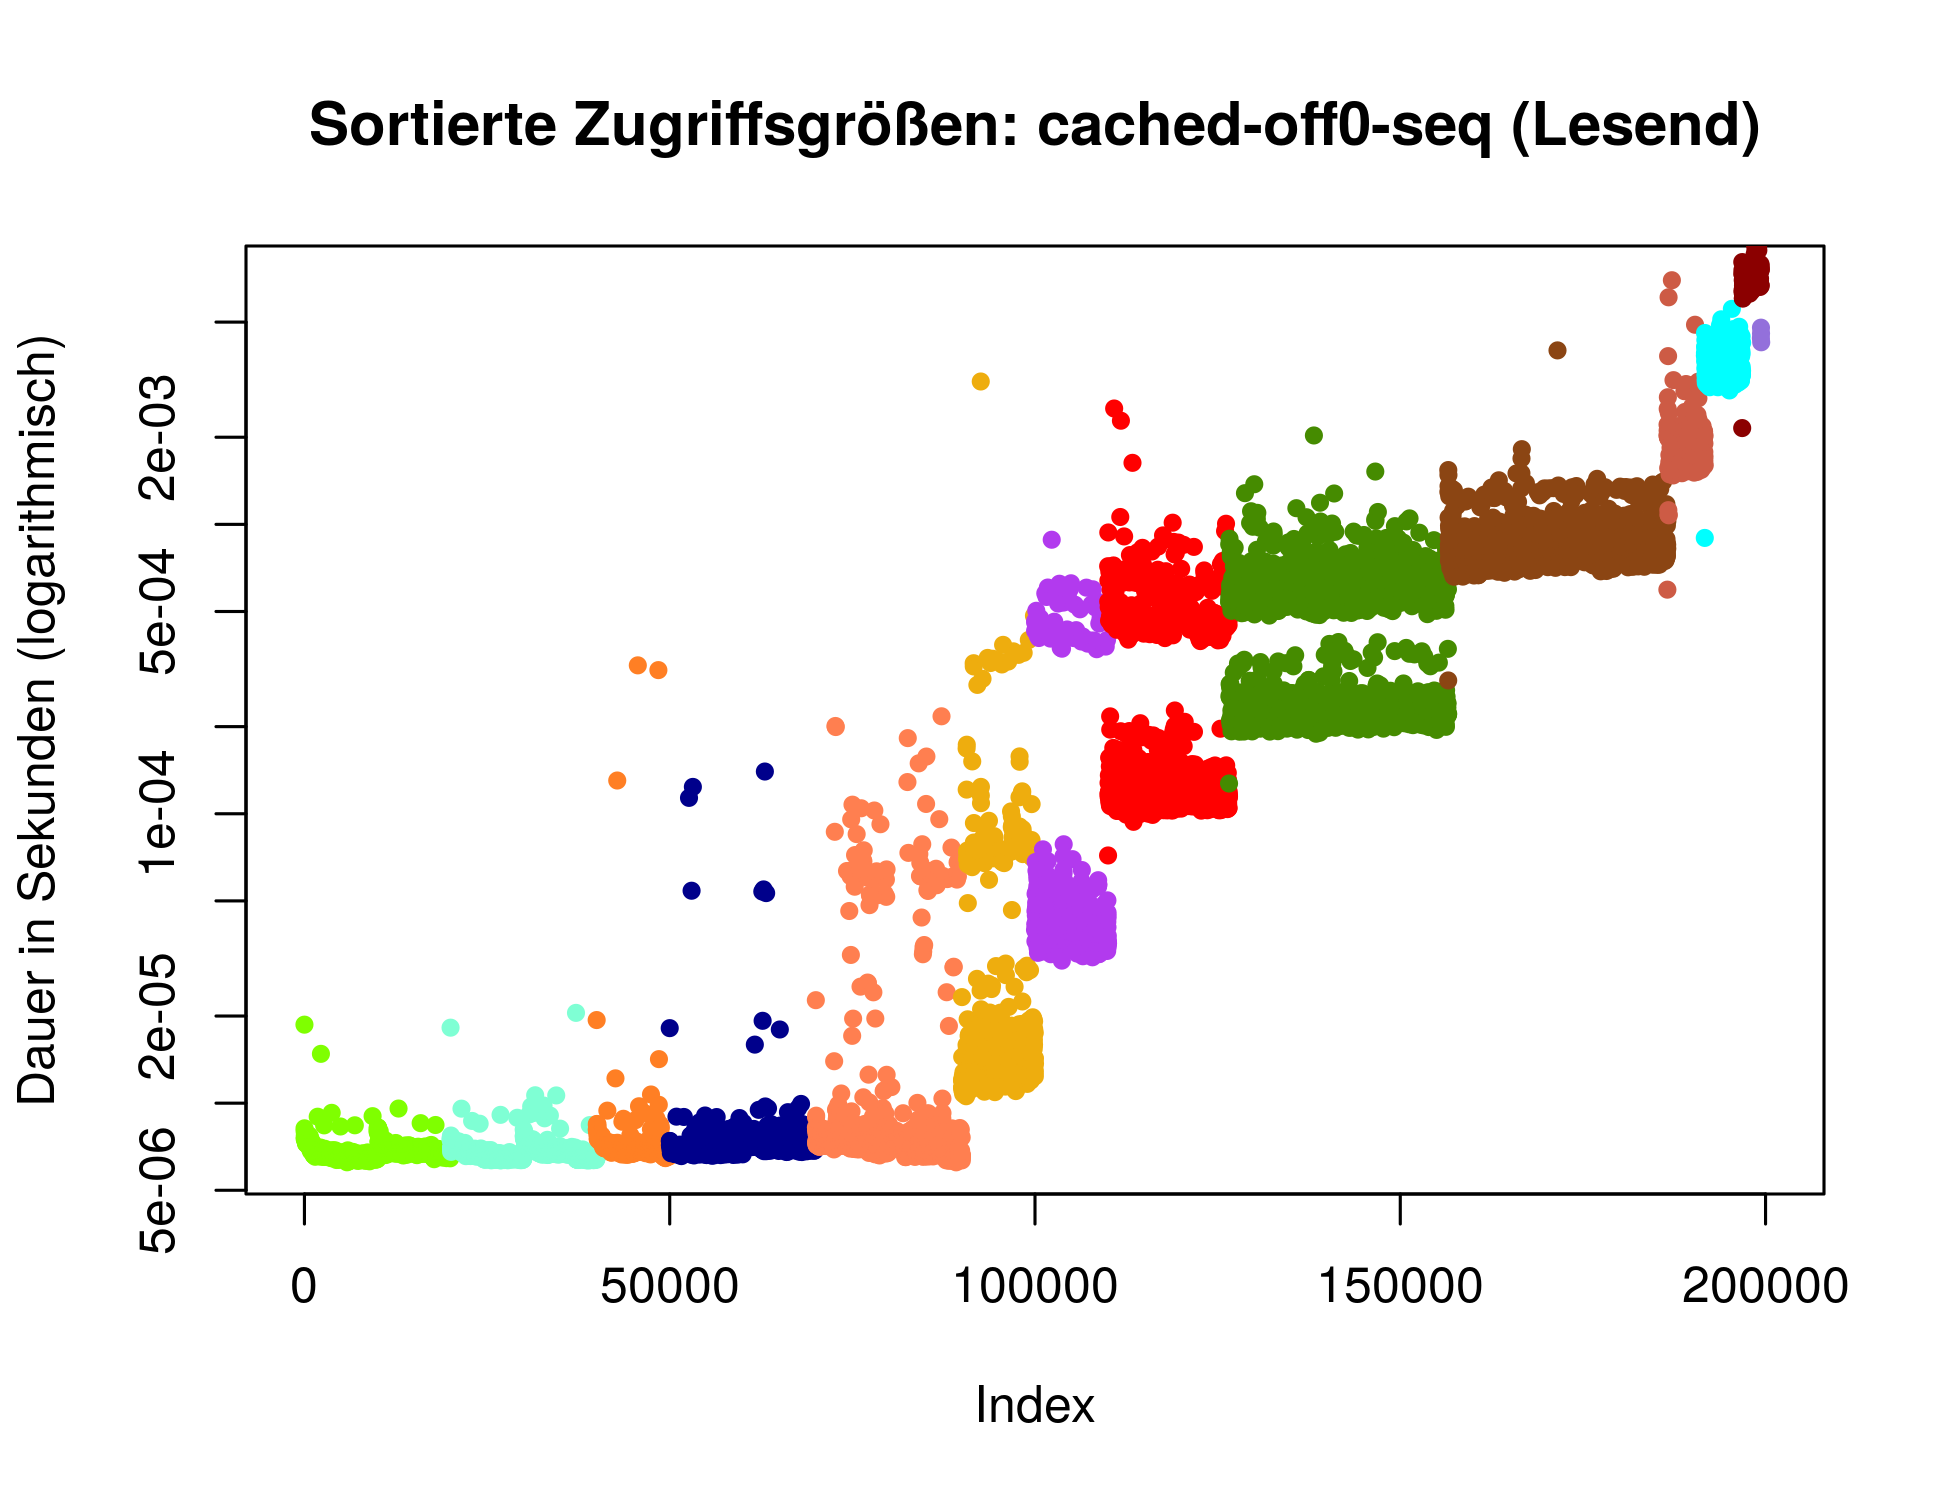 Sortierte Zugriffsgrößen: cached-off0-seq (Lesend)
Dauer in Sekunden (logarithmisch)
2e-03
5e-04
1e-04
2e-05
5e-06
0
50000
100000
150000
200000
Index